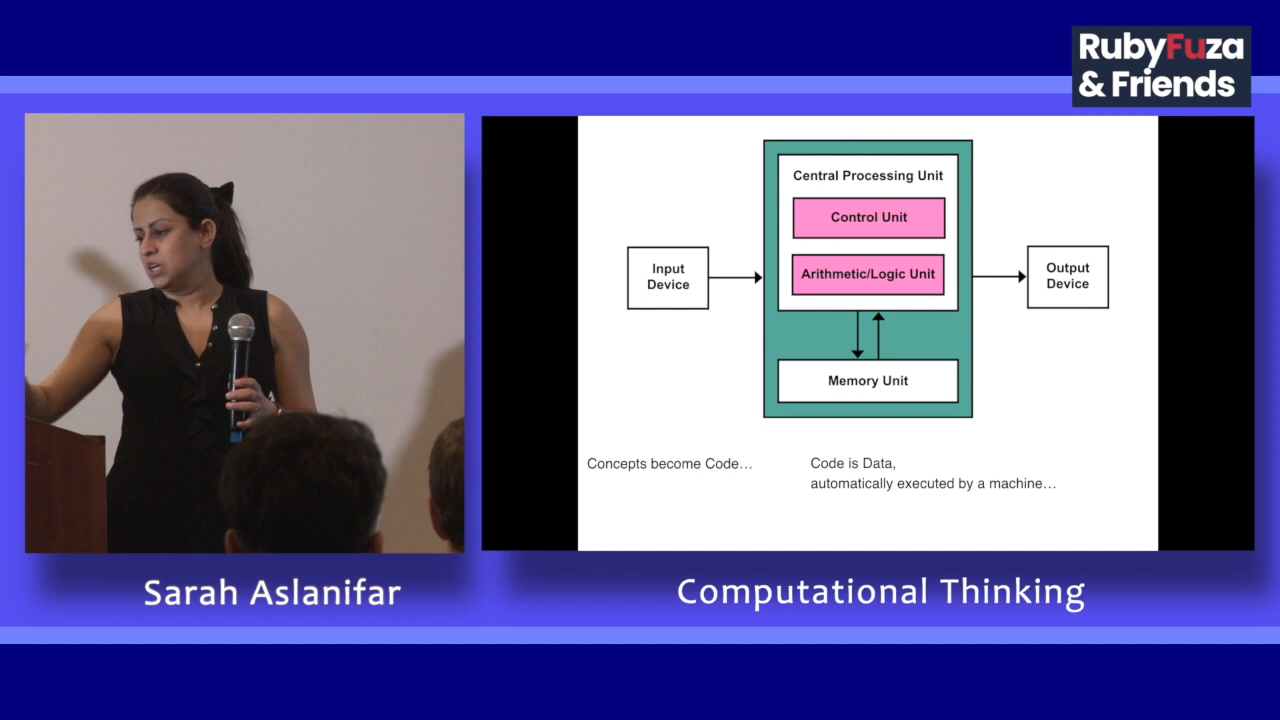 RubyFuza
& Friends
Central Processing Unit
Control Unit
Arithmetic/Logic Unit
Input
Device
Output
Device
Memory Unit
Concepts become Code…
Code is Data,
automatically executed by a machine…
Sarah Aslanifar
Computational Thinking